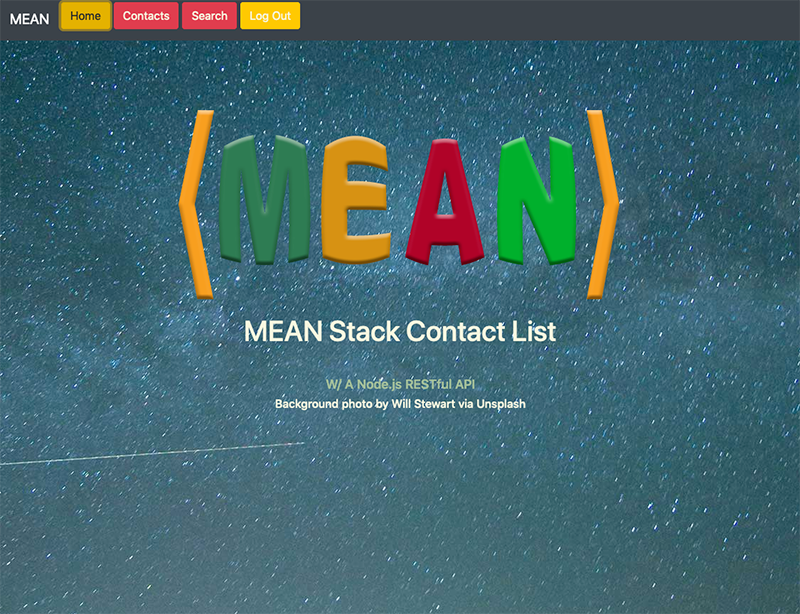 MEAN Home Contacts Search Log Out
⟨MEAN⟩
MEAN Stack Contact List
W/ A Node.js RESTful API
Background photo by Will Stewart via Unsplash